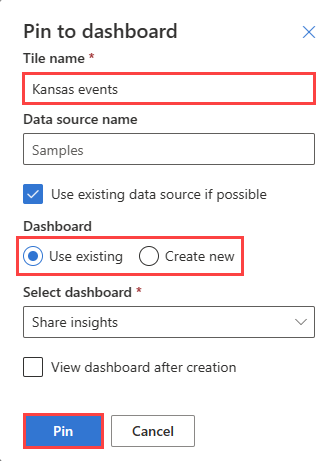 Pin to dashboard
Tile name *
Kansas events
Data source name
Samples
Use existing data source if possible
Dashboard
Use existing Create new
Select dashboard *
Share insights
View dashboard after creation
Pin Cancel